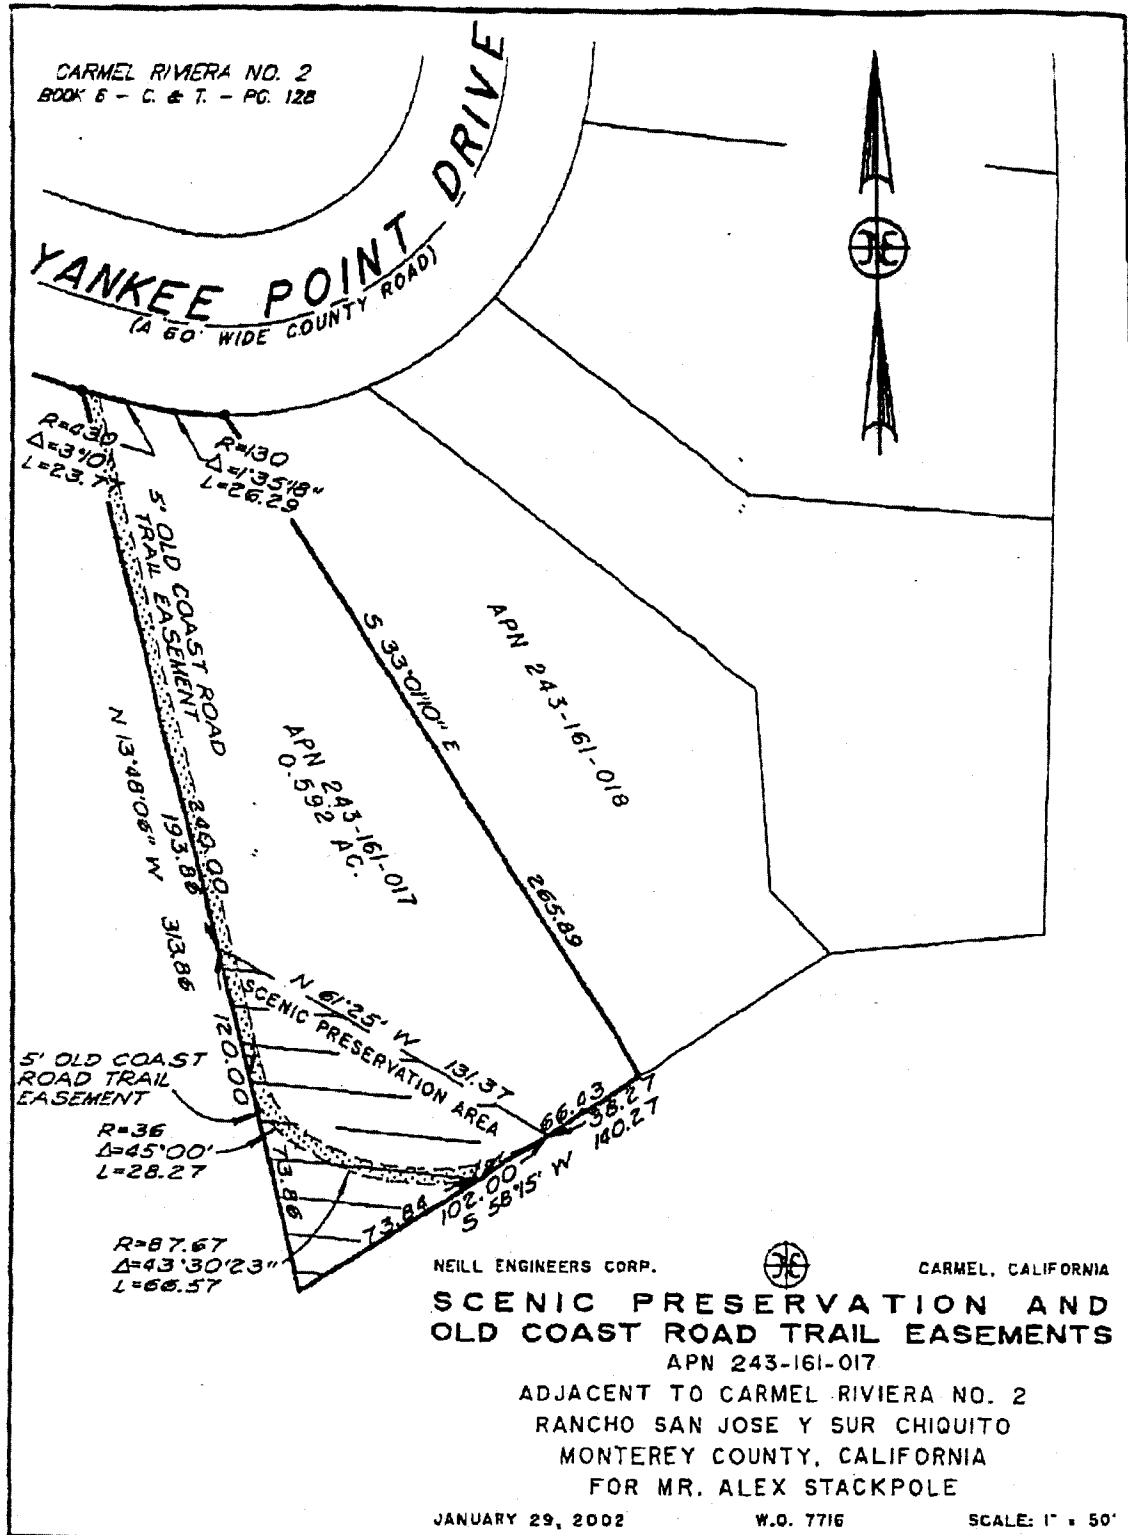 CARMEL RIVIERA NO. 2
BOOK 6 - C. & T. - PG. 128
YANKEE POINT DRIVE
(A 60' WIDE COUNTY ROAD)
R=430
Δ=3°10'
L=23.7
R=130
Δ=1°35'18"
L=26.29
5' OLD COAST ROAD
TRAIL EASEMENT
S 33°01'10" E
265.89
APN 243-161-018
APN 243-161-017
0.592 AC.
N 13°48'06" W
240.00
193.86
313.86
120.00
N 61°25' W
131.37
SCENIC PRESERVATION AREA
5' OLD COAST
ROAD TRAIL
EASEMENT
R=36
Δ=45°00'
L=28.27
73.86
66.43
38.27
140.27
102.00
S 58°15' W
73.84
R=87.67
Δ=43°30'23"
L=66.57
NEILL ENGINEERS CORP.
CARMEL, CALIFORNIA
SCENIC PRESERVATION AND
OLD COAST ROAD TRAIL EASEMENTS
APN 243-161-017
ADJACENT TO CARMEL RIVIERA NO. 2
RANCHO SAN JOSE Y SUR CHIQUITO
MONTEREY COUNTY, CALIFORNIA
FOR MR. ALEX STACKPOLE
JANUARY 29, 2002
W.O. 7716
SCALE: 1" = 50'